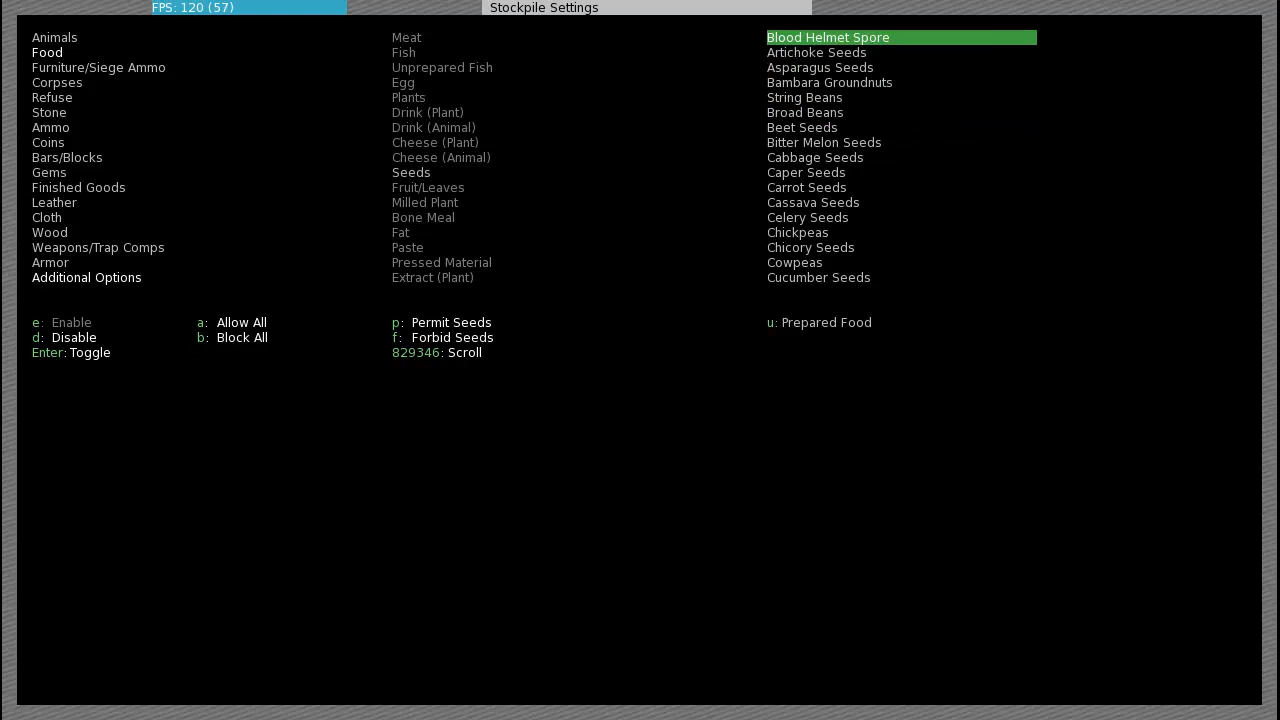 FPS: 120 (57) Stockpile Settings
Animals Meat Blood Helmet Spore
Food Fish Artichoke Seeds
Furniture/Siege Ammo Unprepared Fish Asparagus Seeds
Corpses Egg Bambara Groundnuts
Refuse Plants String Beans
Stone Drink (Plant) Broad Beans
Ammo Drink (Animal) Beet Seeds
Coins Cheese (Plant) Bitter Melon Seeds
Bars/Blocks Cheese (Animal) Cabbage Seeds
Gems Seeds Caper Seeds
Finished Goods Fruit/Leaves Carrot Seeds
Leather Milled Plant Cassava Seeds
Cloth Bone Meal Celery Seeds
Wood Fat Chickpeas
Weapons/Trap Comps Paste Chicory Seeds
Armor Pressed Material Cowpeas
Additional Options Extract (Plant) Cucumber Seeds
e: Enable a: Allow All p: Permit Seeds u: Prepared Food
d: Disable b: Block All f: Forbid Seeds
Enter: Toggle 829346: Scroll